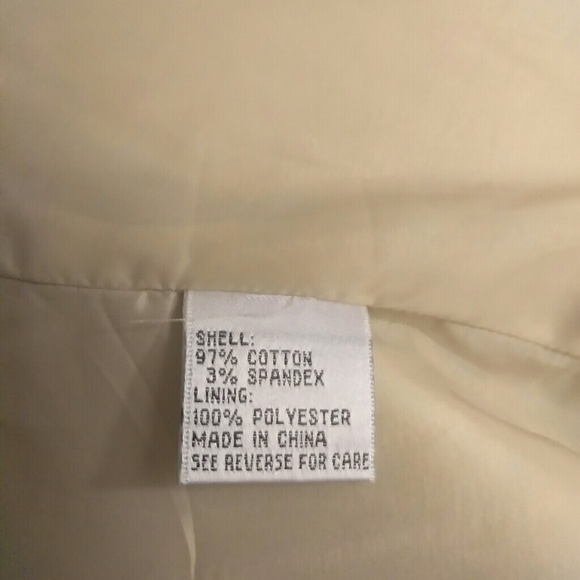 SHELL:
97% COTTON
3% SPANDEX
LINING:
100% POLYESTER
MADE IN CHINA
SEE REVERSE FOR CARE